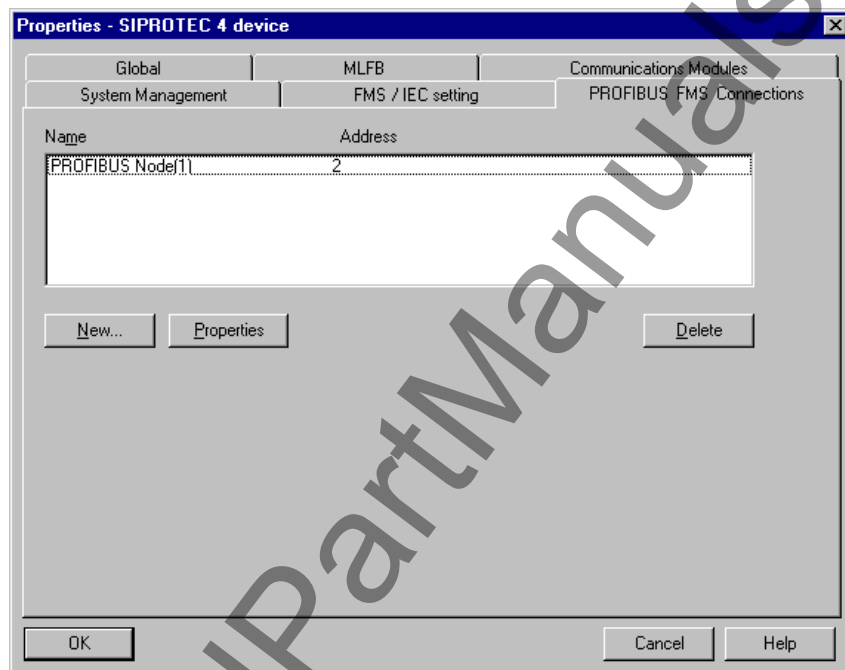 Properties - SIPROTEC 4 device
Global MLFB Communications Modules
System Management FMS / IEC setting PROFIBUS FMS Connections
Name Address
PROFIBUS Node(1) 2
New... Properties Delete
OK Cancel Help
lPartManuals